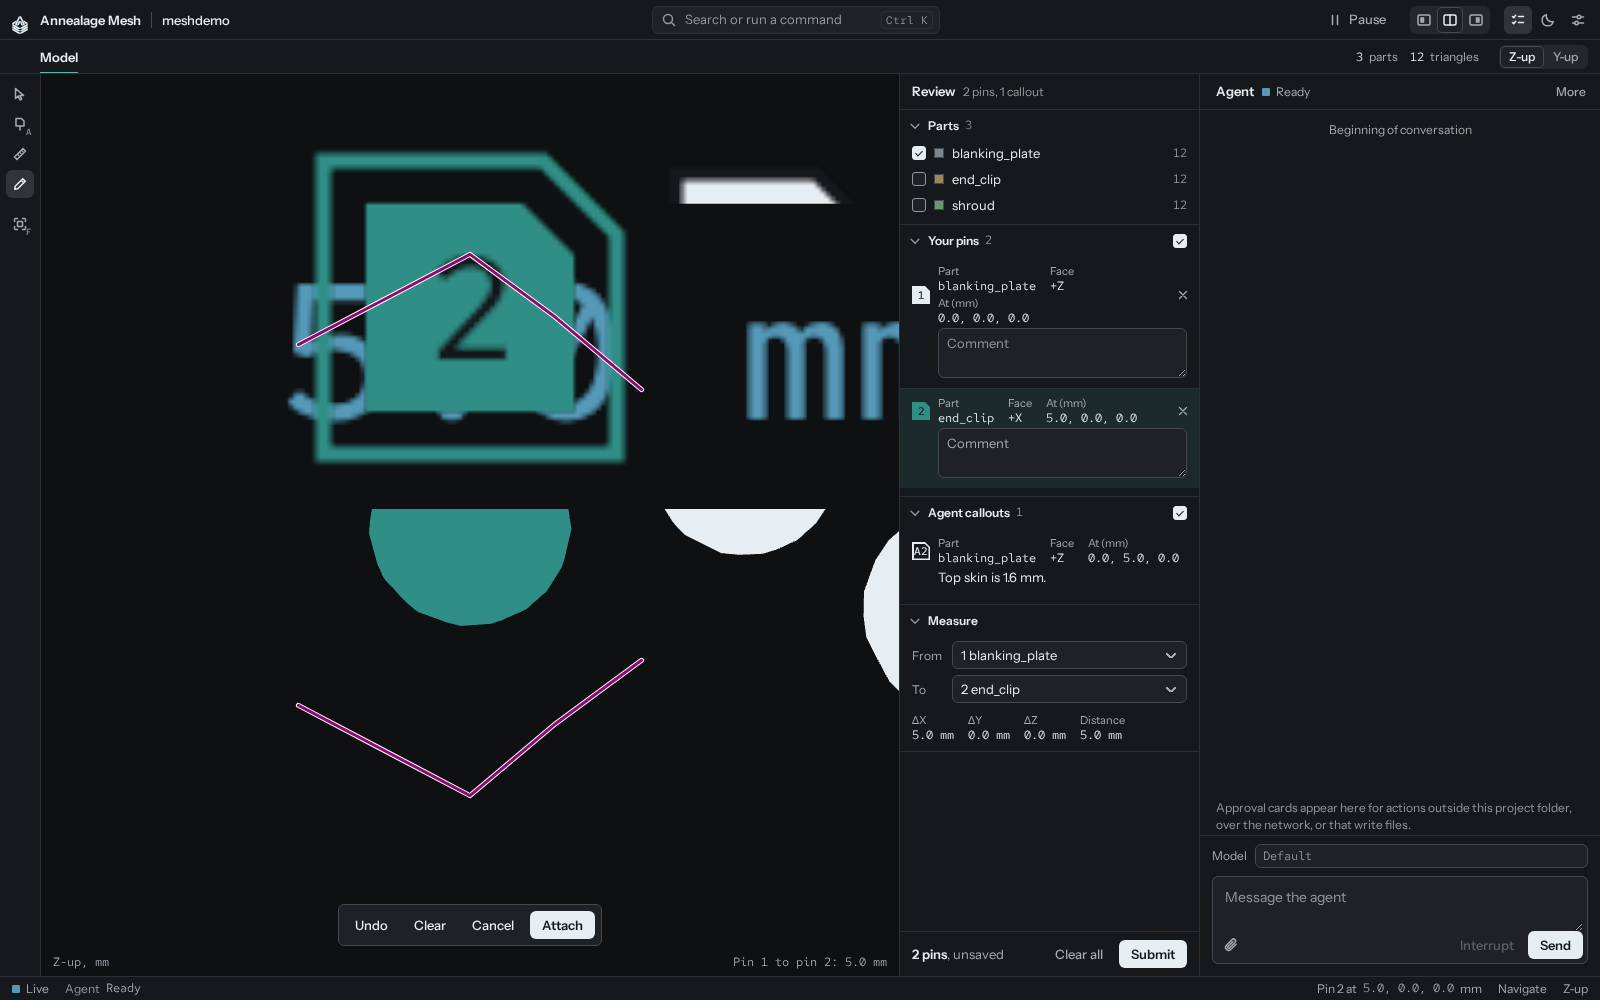 Annealage Mesh meshdemo
Search or run a command Ctrl K
Pause
Model
3 parts 12 triangles
Z-up Y-up
A
F
5.0 mm
2
Z-up, mm
Pin 1 to pin 2: 5.0 mm
Undo Clear Cancel Attach
Review 2 pins, 1 callout
Parts 3
blanking_plate 12
end_clip 12
shroud 12
Your pins 2
1
Part Face
blanking_plate +Z
At (mm)
0.0, 0.0, 0.0
Comment
2
Part Face At (mm)
end_clip +X 5.0, 0.0, 0.0
Comment
Agent callouts 1
A2
Part Face At (mm)
blanking_plate +Z 0.0, 5.0, 0.0
Top skin is 1.6 mm.
Measure
From 1 blanking_plate
To 2 end_clip
ΔX ΔY ΔZ Distance
5.0 mm 0.0 mm 0.0 mm 5.0 mm
2 pins, unsaved Clear all Submit
Agent Ready More
Beginning of conversation
Approval cards appear here for actions outside this project folder,
over the network, or that write files.
Model Default
Message the agent
Interrupt Send
Live Agent Ready
Pin 2 at 5.0, 0.0, 0.0 mm Navigate Z-up